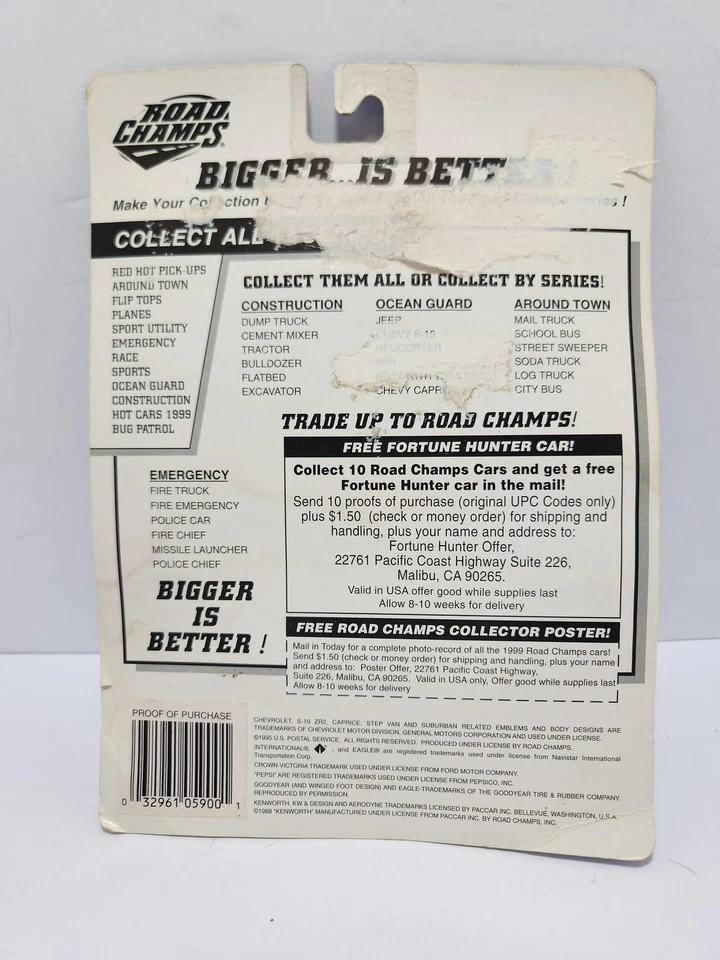 ROAD
CHAMPS®
BIGGER...IS BETTER!
Make Your Collection
Series!
COLLECT ALL
RED HOT PICK-UPS
AROUND TOWN
FLIP TOPS
PLANES
SPORT UTILITY
EMERGENCY
RACE
SPORTS
OCEAN GUARD
CONSTRUCTION
HOT CARS 1999
BUG PATROL
COLLECT THEM ALL OR COLLECT BY SERIES!
CONSTRUCTION
DUMP TRUCK
CEMENT MIXER
TRACTOR
BULLDOZER
FLATBED
EXCAVATOR
OCEAN GUARD
JEEP
CHEVY S-10
HELICOPTER
CHEVY CAPRI
AROUND TOWN
MAIL TRUCK
SCHOOL BUS
STREET SWEEPER
SODA TRUCK
LOG TRUCK
CITY BUS
TRADE UP TO ROAD CHAMPS!
EMERGENCY
FIRE TRUCK
FIRE EMERGENCY
POLICE CAR
FIRE CHIEF
MISSILE LAUNCHER
POLICE CHIEF
BIGGER
IS
BETTER !
FREE FORTUNE HUNTER CAR!
Collect 10 Road Champs Cars and get a free
Fortune Hunter car in the mail!
Send 10 proofs of purchase (original UPC Codes only)
plus $1.50 (check or money order) for shipping and
handling, plus your name and address to:
Fortune Hunter Offer,
22761 Pacific Coast Highway Suite 226,
Malibu, CA 90265.
Valid in USA offer good while supplies last
Allow 8-10 weeks for delivery
FREE ROAD CHAMPS COLLECTOR POSTER!
Mail in Today for a complete photo-record of all the 1999 Road Champs cars!
Send $1.50 (check or money order) for shipping and handling, plus your name
and address to: Poster Offer, 22761 Pacific Coast Highway,
Suite 226, Malibu, CA 90265. Valid in USA only, Offer good while supplies last
Allow 8-10 weeks for delivery
PROOF OF PURCHASE
0 32961 05900 1
CHEVROLET, S-10 ZR2, CAPRICE, STEP VAN AND SUBURBAN RELATED EMBLEMS AND BODY DESIGNS ARE
TRADEMARKS OF CHEVROLET MOTOR DIVISION, GENERAL MOTORS CORPORATION AND USED UNDER LICENSE.
©1995 U.S. POSTAL SERVICE. ALL RIGHTS RESERVED. PRODUCED UNDER LICENSE BY ROAD CHAMPS.
INTERNATIONAL®, , and EAGLE® are registered trademarks used under license from Navistar International
Transportation Corp.
CROWN VICTORIA TRADEMARK USED UNDER LICENSE FROM FORD MOTOR COMPANY.
"PEPSI" ARE REGISTERED TRADEMARKS USED UNDER LICENSE FROM PEPSICO, INC.
GOODYEAR (AND WINGED FOOT DESIGN) AND EAGLE-TRADEMARKS OF THE GOODYEAR TIRE & RUBBER COMPANY.
REPRODUCED BY PERMISSION.
KENWORTH, KW & DESIGN AND AERODYNE TRADEMARKS LICENSED BY PACCAR INC. BELLEVUE, WASHINGTON, U.S.A.
©1988 "KENWORTH" MANUFACTURED UNDER LICENSE FROM PACCAR INC. BY ROAD CHAMPS, INC.